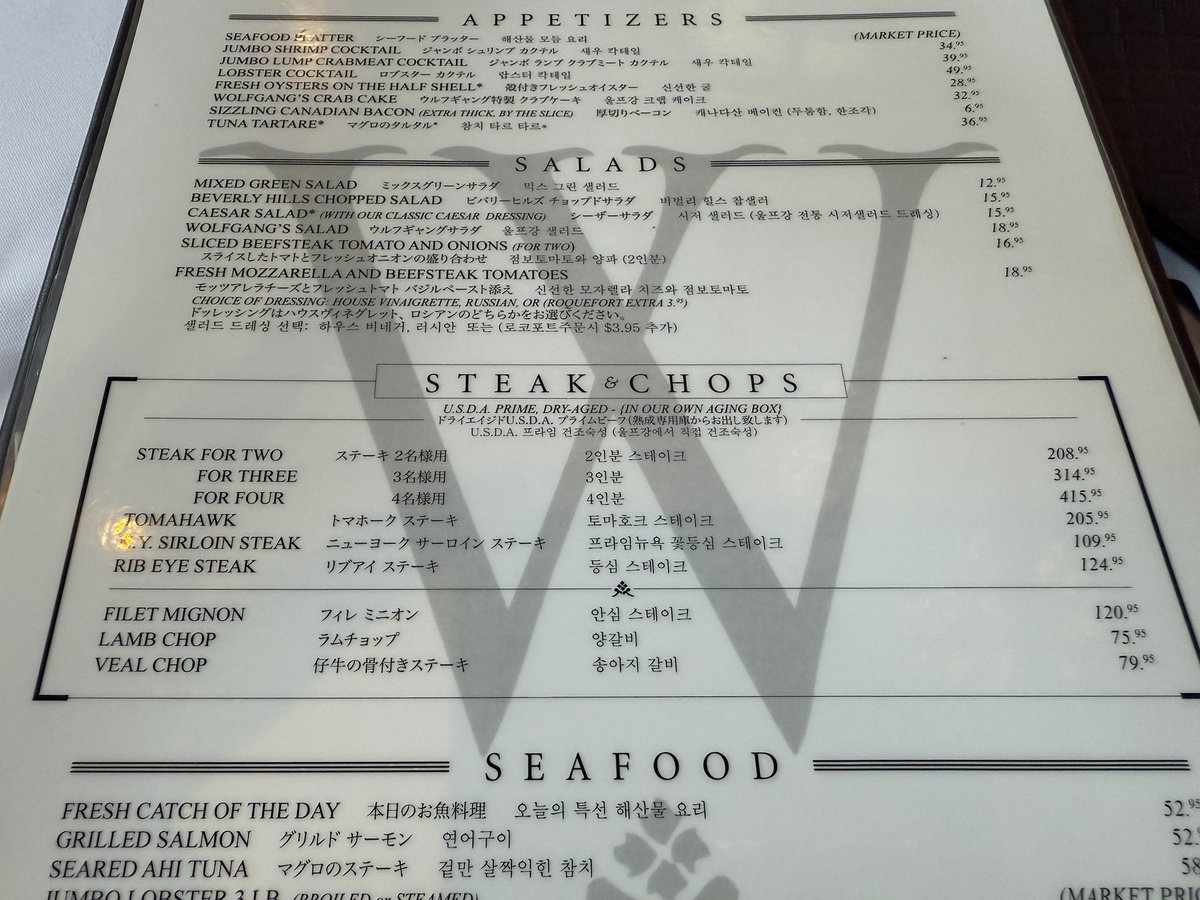 APPETIZERS
SEAFOOD PLATTER シーフード プラッター 해산물 모듬 요리 (MARKET PRICE)
JUMBO SHRIMP COCKTAIL ジャンボ シュリンプ カクテル 새우 칵테일 34.95
JUMBO LUMP CRABMEAT COCKTAIL ジャンボ ランプ クラブミート カクテル 새우 칵테일 39.95
LOBSTER COCKTAIL ロブスター カクテル 랍스터 칵테일 49.95
FRESH OYSTERS ON THE HALF SHELL* 殻付きフレッシュオイスター 신선한 굴 28.95
WOLFGANG'S CRAB CAKE ウルフギャング特製 クラブケーキ 울프강 크랩 케이크 32.95
SIZZLING CANADIAN BACON (EXTRA THICK, BY THE SLICE) 厚切りベーコン 캐나다산 베이컨 (두툼함, 한조각) 6.95
TUNA TARTARE* マグロのタルタル* 참치 타르 타르* 36.95
SALADS
MIXED GREEN SALAD ミックスグリーンサラダ 믹스 그린 샐러드 12.95
BEVERLY HILLS CHOPPED SALAD ビバリーヒルズ チョップドサラダ 비벌리 힐스 찹샐러 15.95
CAESAR SALAD* (WITH OUR CLASSIC CAESAR DRESSING) シーザーサラダ 시저 샐러드 (울프강 전통 시저샐러드 드레싱) 15.95
WOLFGANG'S SALAD ウルフギャングサラダ 울프강 샐러드 18.95
SLICED BEEFSTEAK TOMATO AND ONIONS (FOR TWO) 16.95
スライスしたトマトとフレッシュオニオンの盛り合わせ 점보토마토와 양파 (2인분)
FRESH MOZZARELLA AND BEEFSTEAK TOMATOES 18.95
モッツアレラチーズとフレッシュトマト バジルペースト添え 신선한 모자렐라 치즈와 점보토마토
CHOICE OF DRESSING: HOUSE VINAIGRETTE, RUSSIAN, OR (ROQUEFORT EXTRA 3.95)
ドッレッシングはハウスヴィネグレット、ロシアンのどちらかをお選びください。
샐러드 드레싱 선택: 하우스 비네거, 러시안 또는 (로코포트주문시 $3.95 추가)
STEAK & CHOPS
U.S.D.A. PRIME, DRY-AGED - {IN OUR OWN AGING BOX}
ドライエイジドU.S.D.A. プライムビーフ(熟成専用庫からお出し致します)
U.S.D.A. 프라임 건조숙성 (울프강에서 직접 건조숙성)
STEAK FOR TWO ステーキ 2名様用 2인분 스테이크 208.95
FOR THREE 3名様用 3인분 314.95
FOR FOUR 4名様用 4인분 415.95
TOMAHAWK トマホーク ステーキ 토마호크 스테이크 205.95
N.Y. SIRLOIN STEAK ニューヨーク サーロイン ステーキ 프라임뉴욕 꽃등심 스테이크 109.95
RIB EYE STEAK リブアイ ステーキ 등심 스테이크 124.95
FILET MIGNON フィレ ミニオン 안심 스테이크 120.95
LAMB CHOP ラムチョップ 양갈비 75.95
VEAL CHOP 仔牛の骨付きステーキ 송아지 갈비 79.95
SEAFOOD
FRESH CATCH OF THE DAY 本日のお魚料理 오늘의 특선 해산물 요리 52.95
GRILLED SALMON グリルド サーモン 연어구이 52.
SEARED AHI TUNA マグロのステーキ 겉만 살짝익힌 참치 58
JUMBO LOBSTER 3 LB. (BROILED or STEAMED) (MARKET PRIC